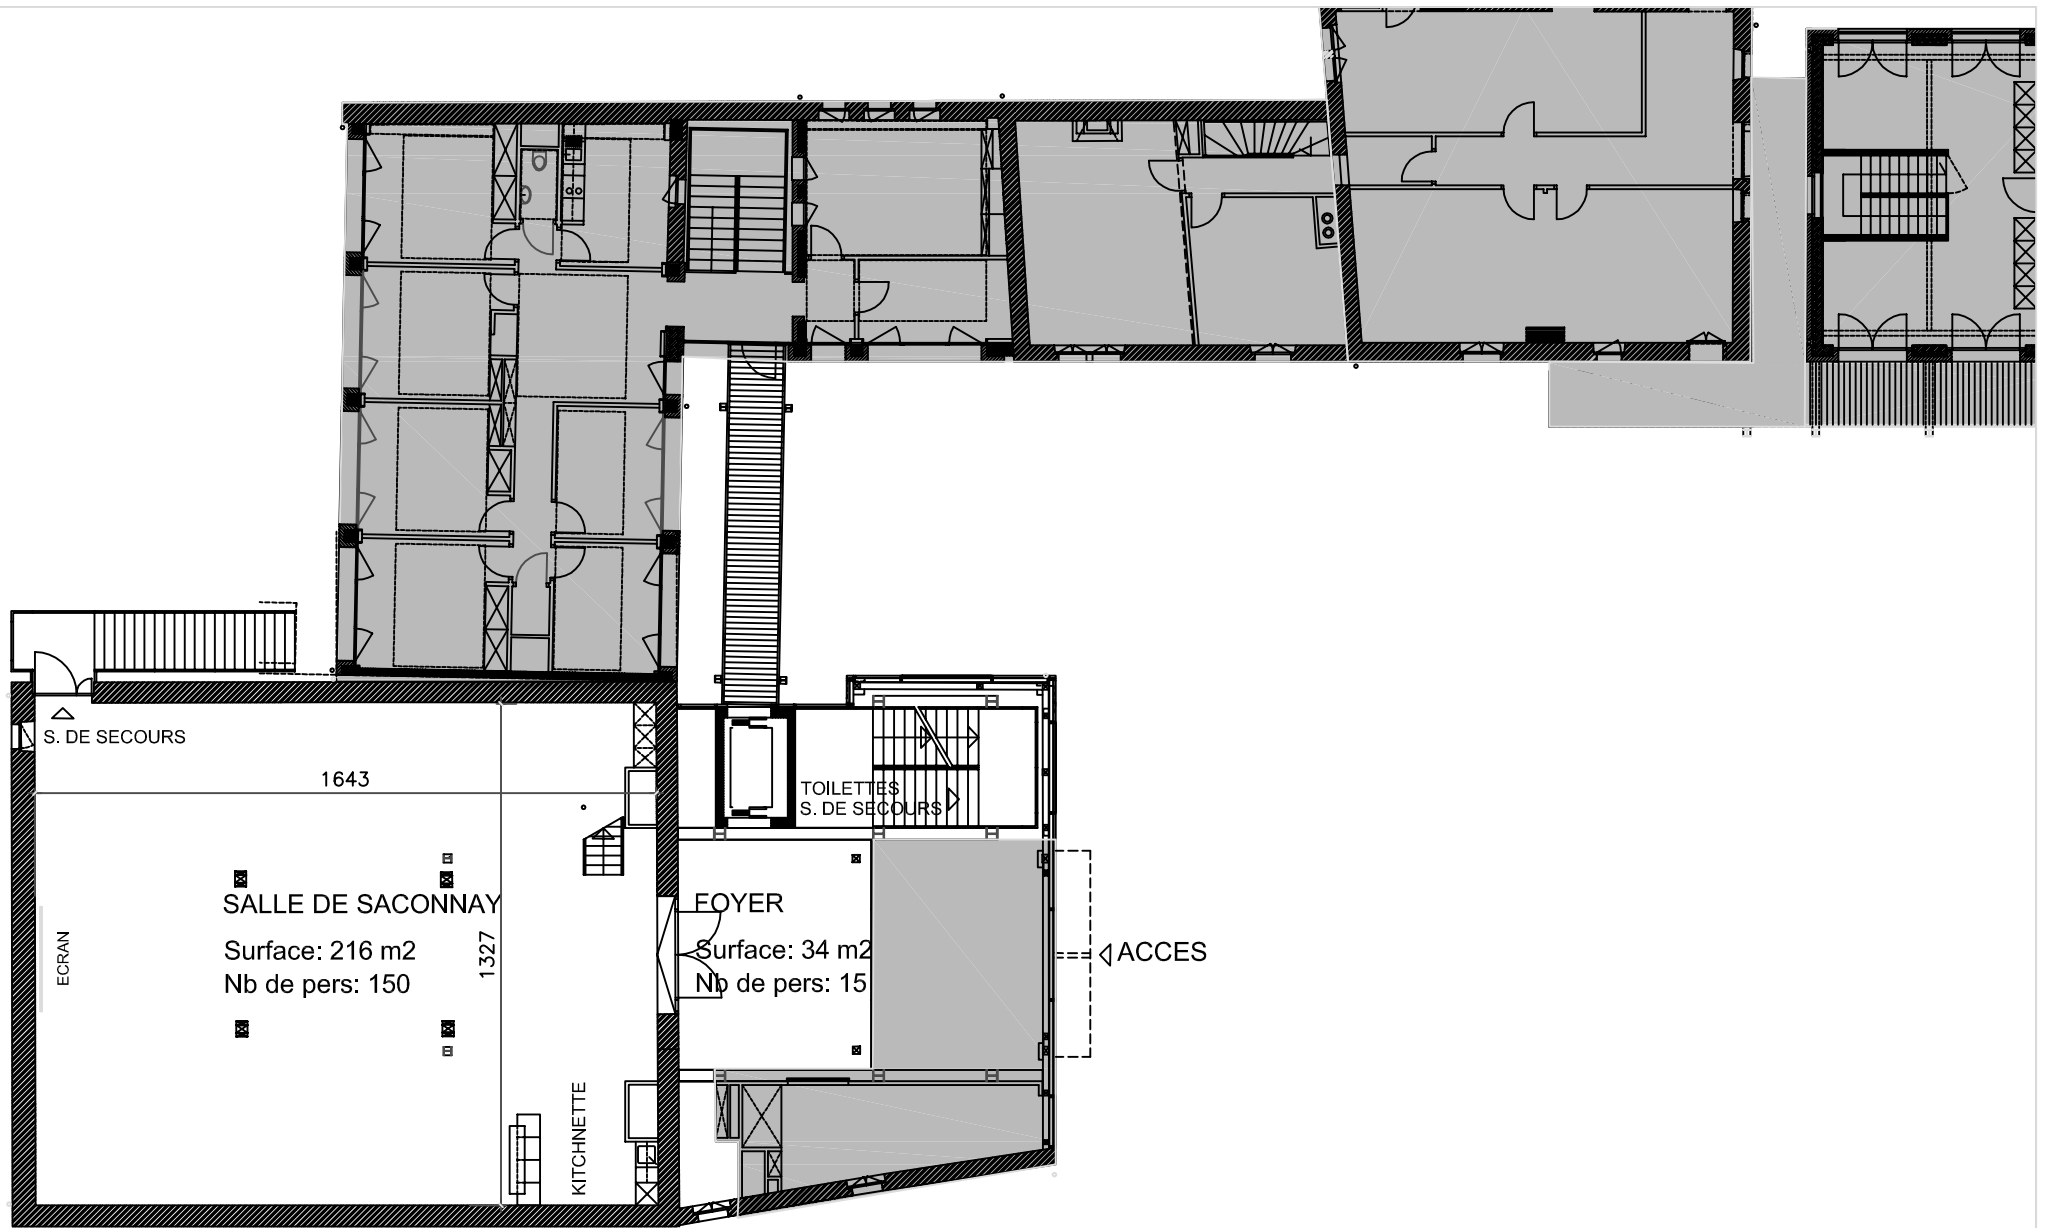 S. DE SECOURS
1643
TOILETTES
S. DE SECOURS
SALLE DE SACONNAY
Surface: 216 m2
Nb de pers: 150
ECRAN
1327
FOYER
Surface: 34 m2
Nb de pers: 15
ACCES
KITCHNETTE